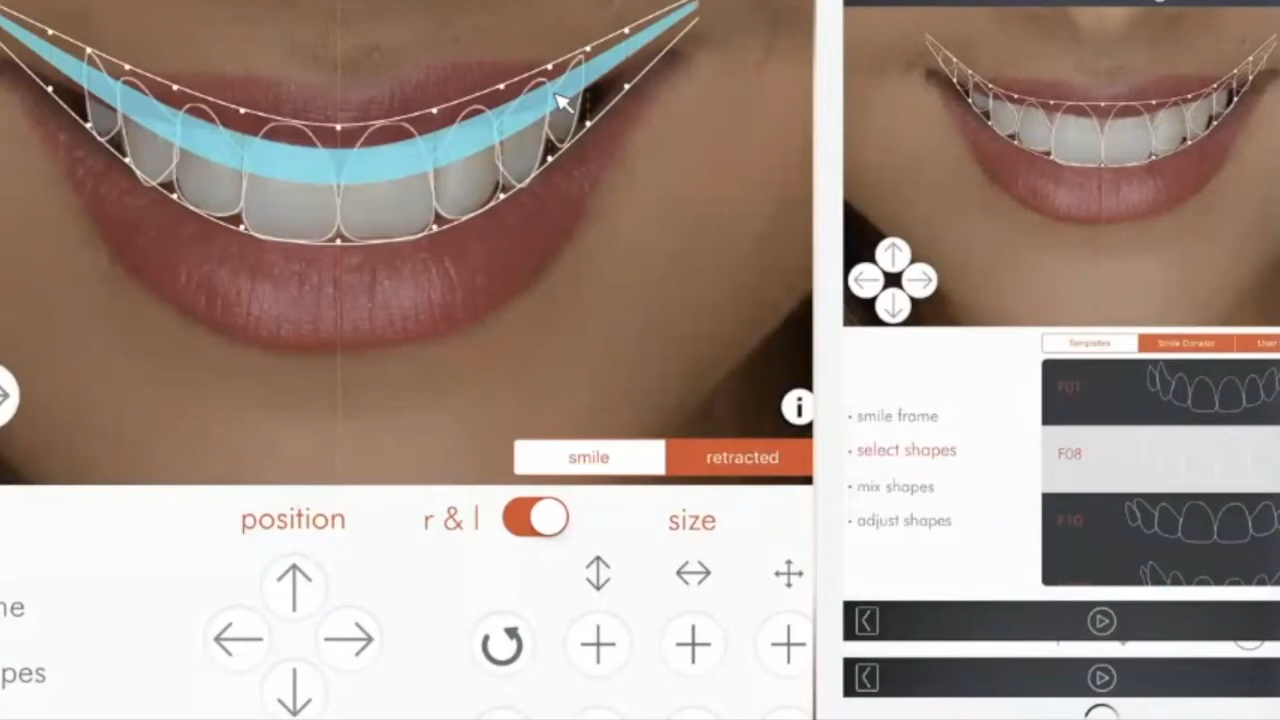 smile
retracted
position
r & l
size
ne
pes
i
Templates
Smile Donator
User
F01
F08
F10
• smile frame
• select shapes
• mix shapes
• adjust shapes